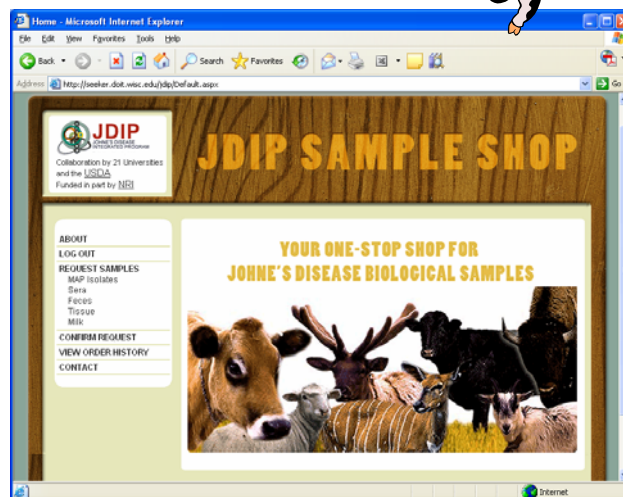 Home - Microsoft Internet Explorer
File Edit View Favorites Tools Help
Back Search Favorites
Address http://seeker.doit.wisc.edu/jdip/Default.aspx Go
JDIP
JOHNE'S DISEASE
INTEGRATED PROGRAM
Collaboration by 21 Universities
and the USDA
Funded in part by NRI
JDIP SAMPLE SHOP
ABOUT
LOG OUT
REQUEST SAMPLES
MAP Isolates
Sera
Feces
Tissue
Milk
CONFIRM REQUEST
VIEW ORDER HISTORY
CONTACT
YOUR ONE-STOP SHOP FOR
JOHNE'S DISEASE BIOLOGICAL SAMPLES
Internet